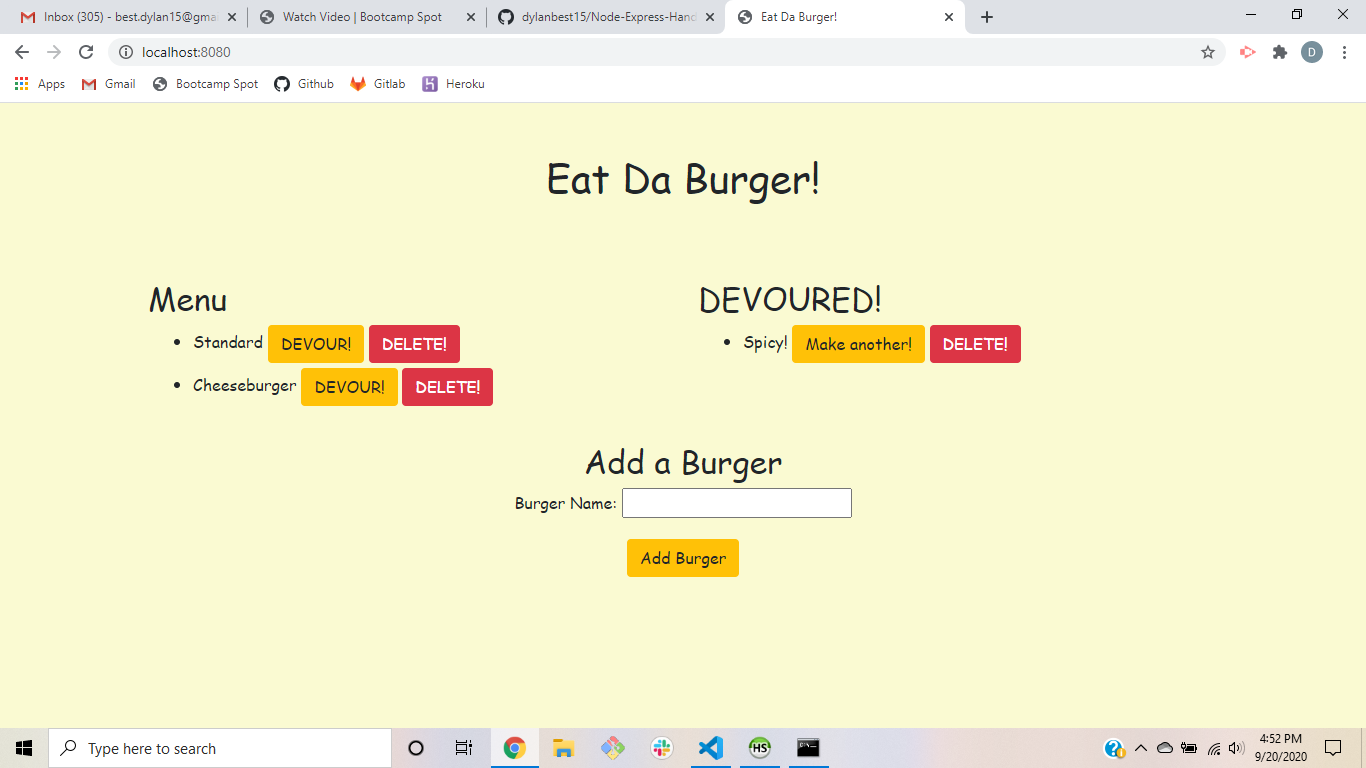 Inbox (305) - best.dylan15@gma
Watch Video | Bootcamp Spot
dylanbest15/Node-Express-Hand
Eat Da Burger!
localhost:8080
D
Apps
Gmail
Bootcamp Spot
Github
Gitlab
Heroku
Eat Da Burger!
Menu
DEVOURED!
Standard DEVOUR! DELETE!
Spicy! Make another! DELETE!
Cheeseburger DEVOUR! DELETE!
Add a Burger
Burger Name:
Add Burger
Type here to search
HS
4:52 PM
9/20/2020